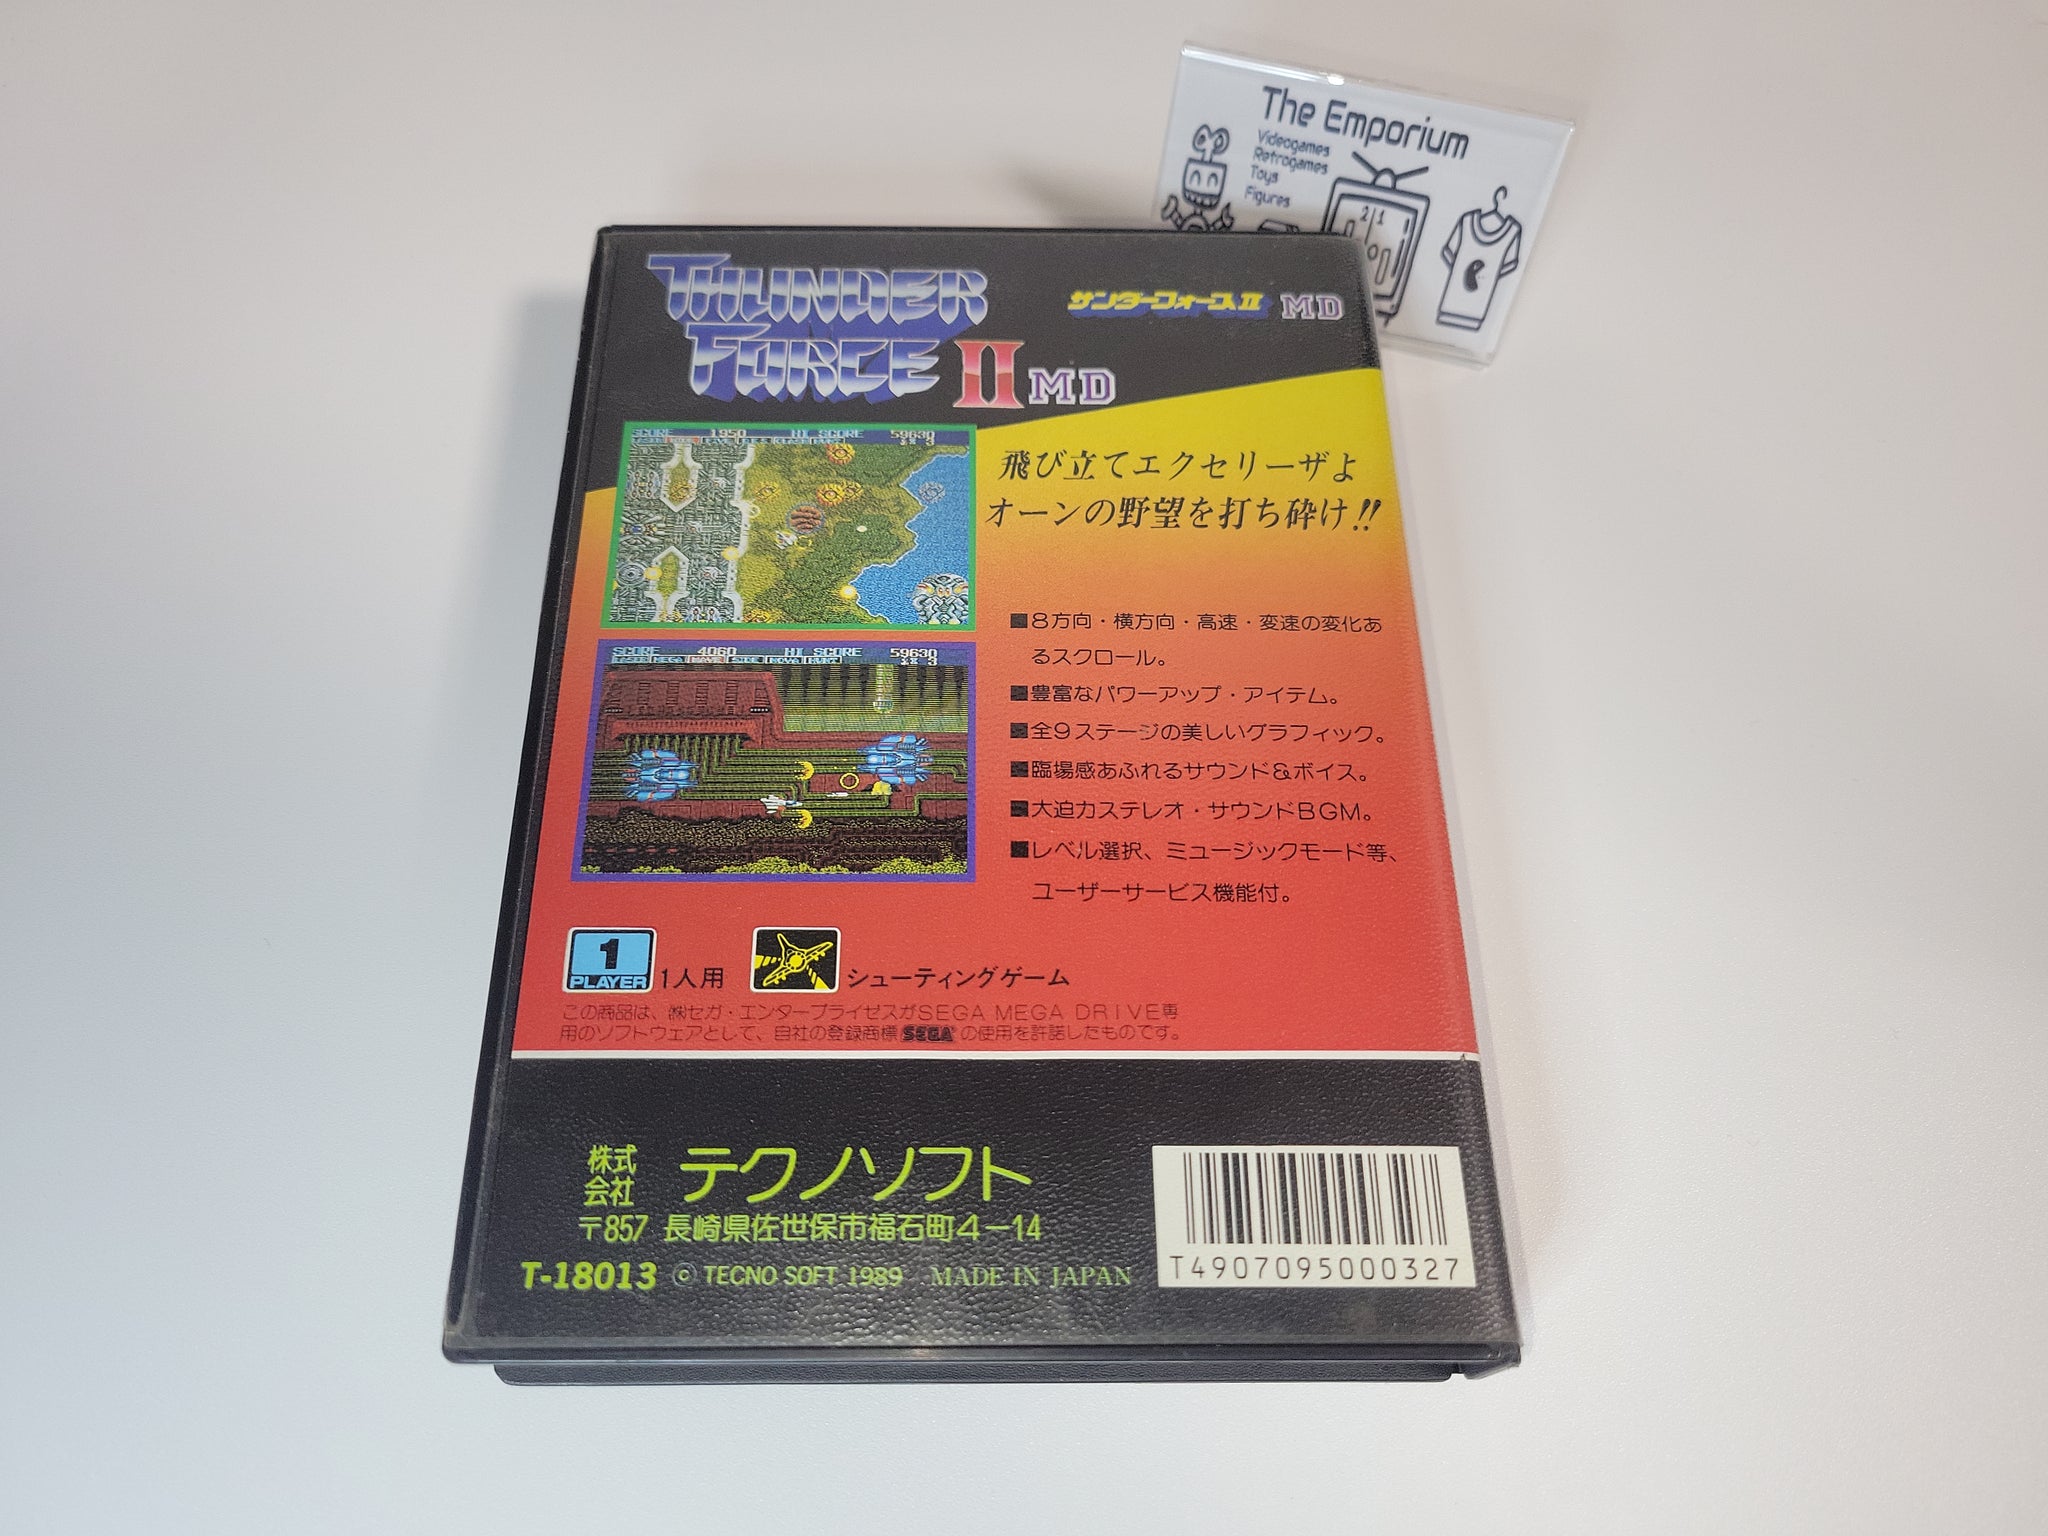 The Emporium
Videogames
Retrogames
Toys
Figures
2/1
THUNDER
FORCE II MD
サンダーフォースII MD
SCORE 1950 HI SCORE 59630
飛び立てエクセリーザよ
オーンの野望を打ち砕け!!
SCORE 4060 HI SCORE 59630
LASER MEGA WAVE SIDE NOVA HUNT
■8方向・横方向・高速・変速の変化あ
るスクロール。
■豊富なパワーアップ・アイテム。
■全9ステージの美しいグラフィック。
■臨場感あふれるサウンド&ボイス。
■大迫力ステレオ・サウンドBGM。
■レベル選択、ミュージックモード等、
ユーザーサービス機能付。
1
PLAYER
1人用
シューティングゲーム
この商品は、㈱セガ・エンタープライゼスがSEGA MEGA DRIVE専
用のソフトウェアとして、自社の登録商標 SEGA の使用を許諾したものです。
株式
会社
テクノソフト
〒857 長崎県佐世保市福石町4-14
T-18013 © TECNO SOFT 1989 MADE IN JAPAN
T4907095000327